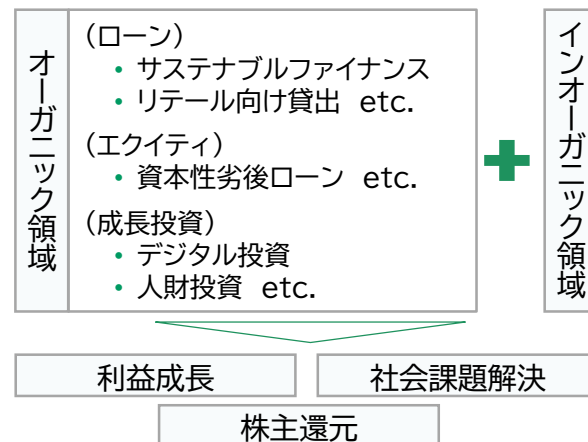 オーガニック領域
（ローン）
• サステナブルファイナンス
• リテール向け貸出 etc.
（エクイティ）
• 資本性劣後ローン etc.
（成長投資）
• デジタル投資
• 人財投資 etc.
インオーガニック領域
利益成長
社会課題解決
株主還元